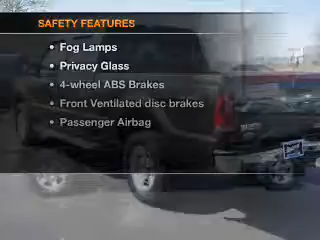 SAFETY FEATURES
• Fog Lamps
• Privacy Glass
• 4-wheel ABS Brakes
• Front Ventilated disc brakes
• Passenger Airbag